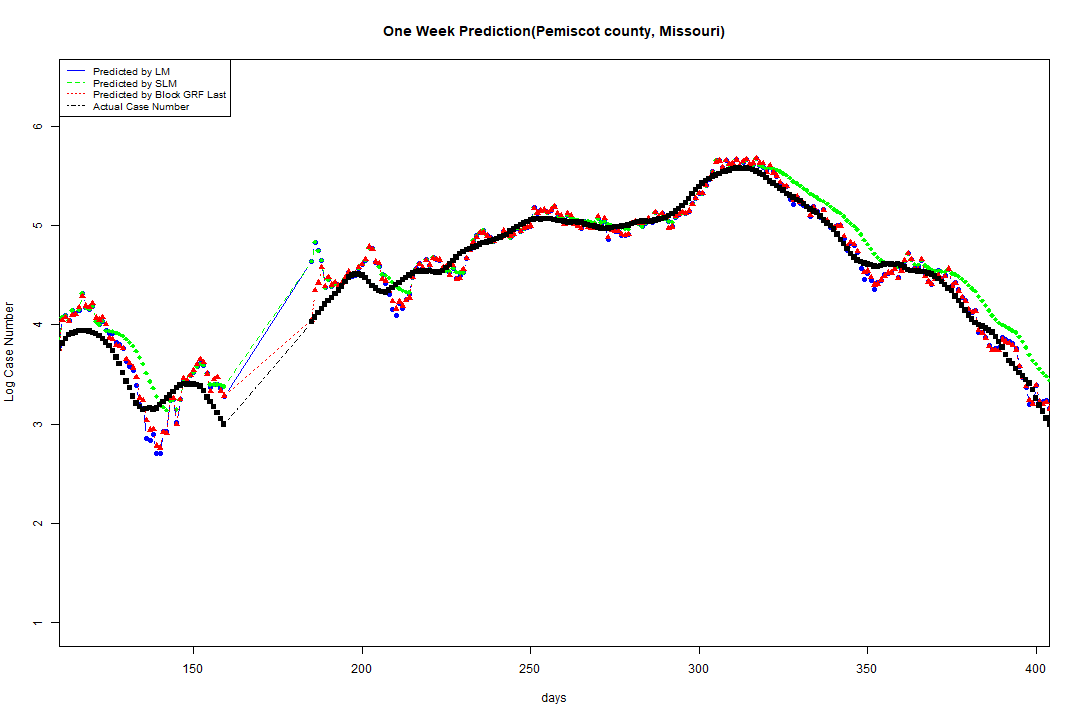 One Week Prediction(Pemiscot county, Missouri)
Predicted by LM
Predicted by SLM
Predicted by Block GRF Last
Actual Case Number
6
5
4
3
2
1
Log Case Number
150 200 250 300 350 400
days